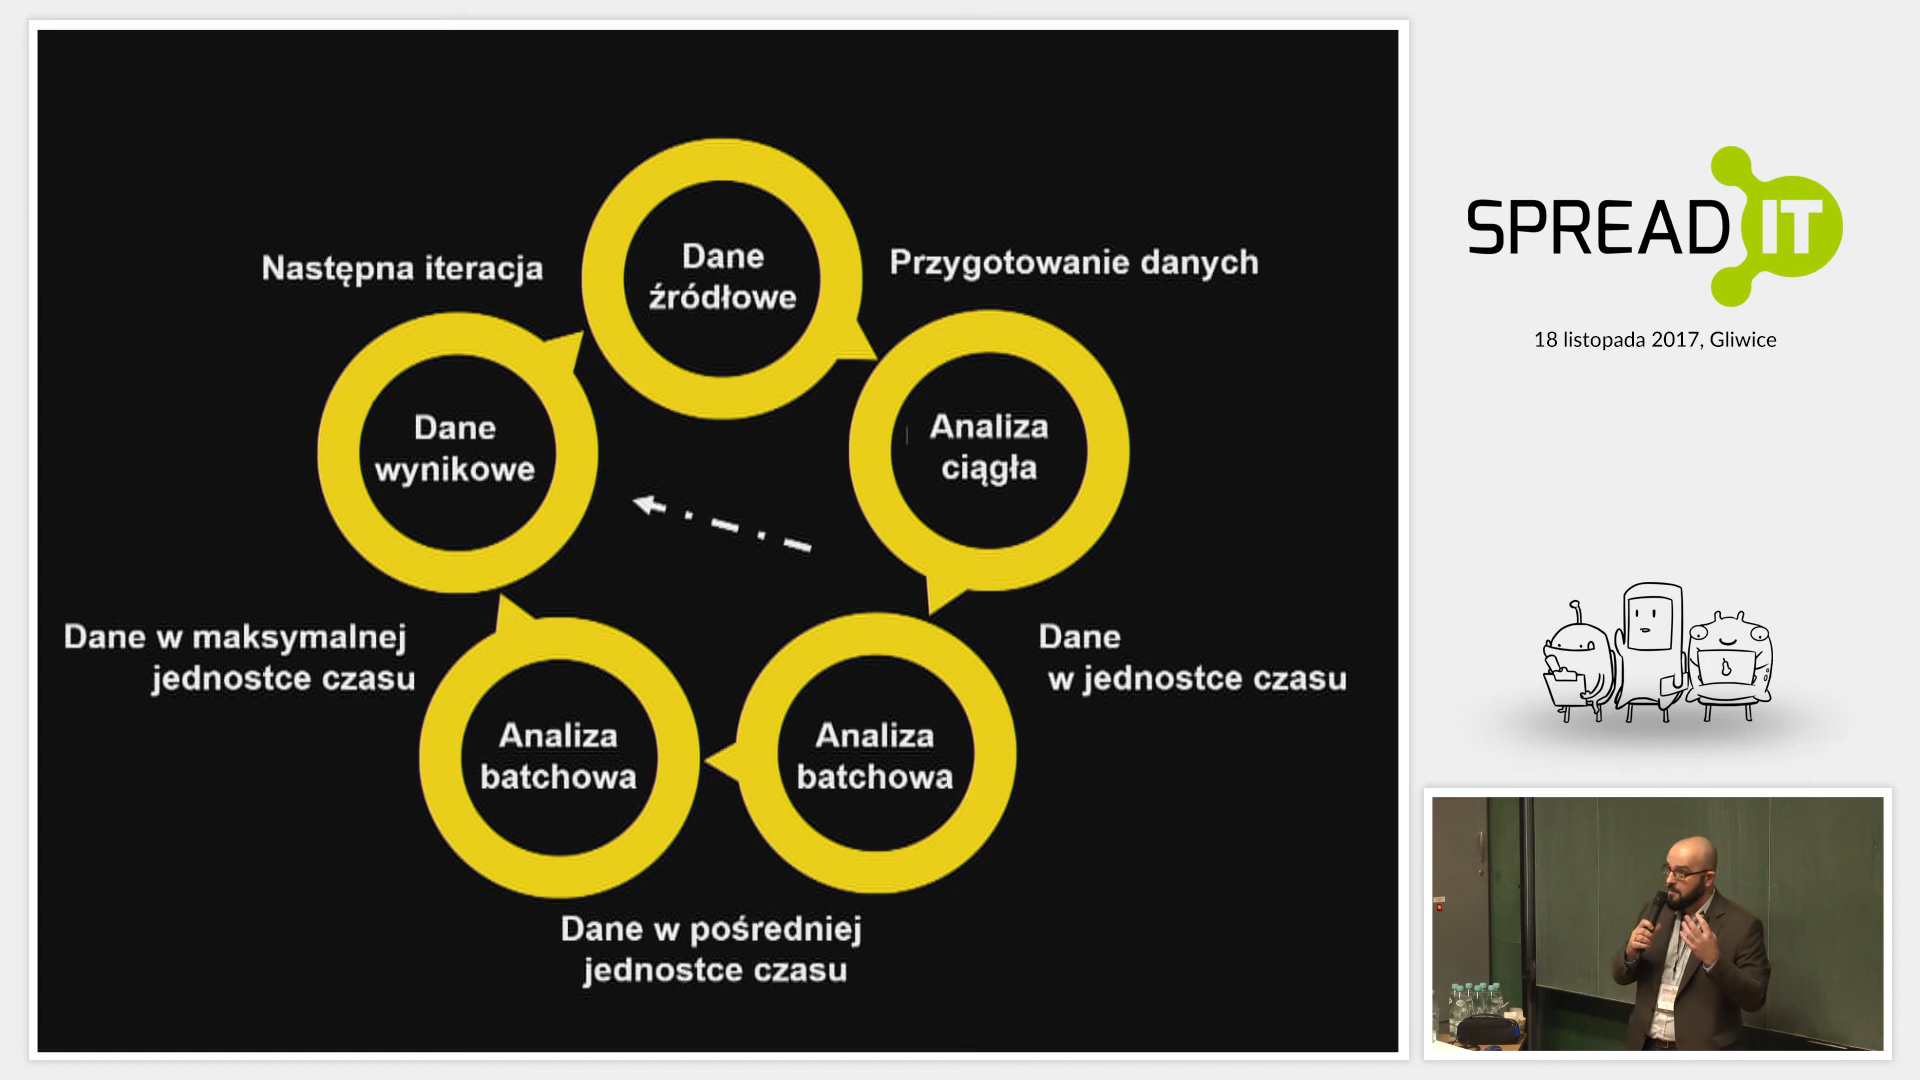 Dane
źródłowe
Następna iteracja
Przygotowanie danych
Dane
wynikowe
Analiza
ciągła
Dane w maksymalnej
jednostce czasu
Dane
w jednostce czasu
Analiza
batchowa
Analiza
batchowa
Dane w pośredniej
jednostce czasu
SPREAD IT
18 listopada 2017, Gliwice